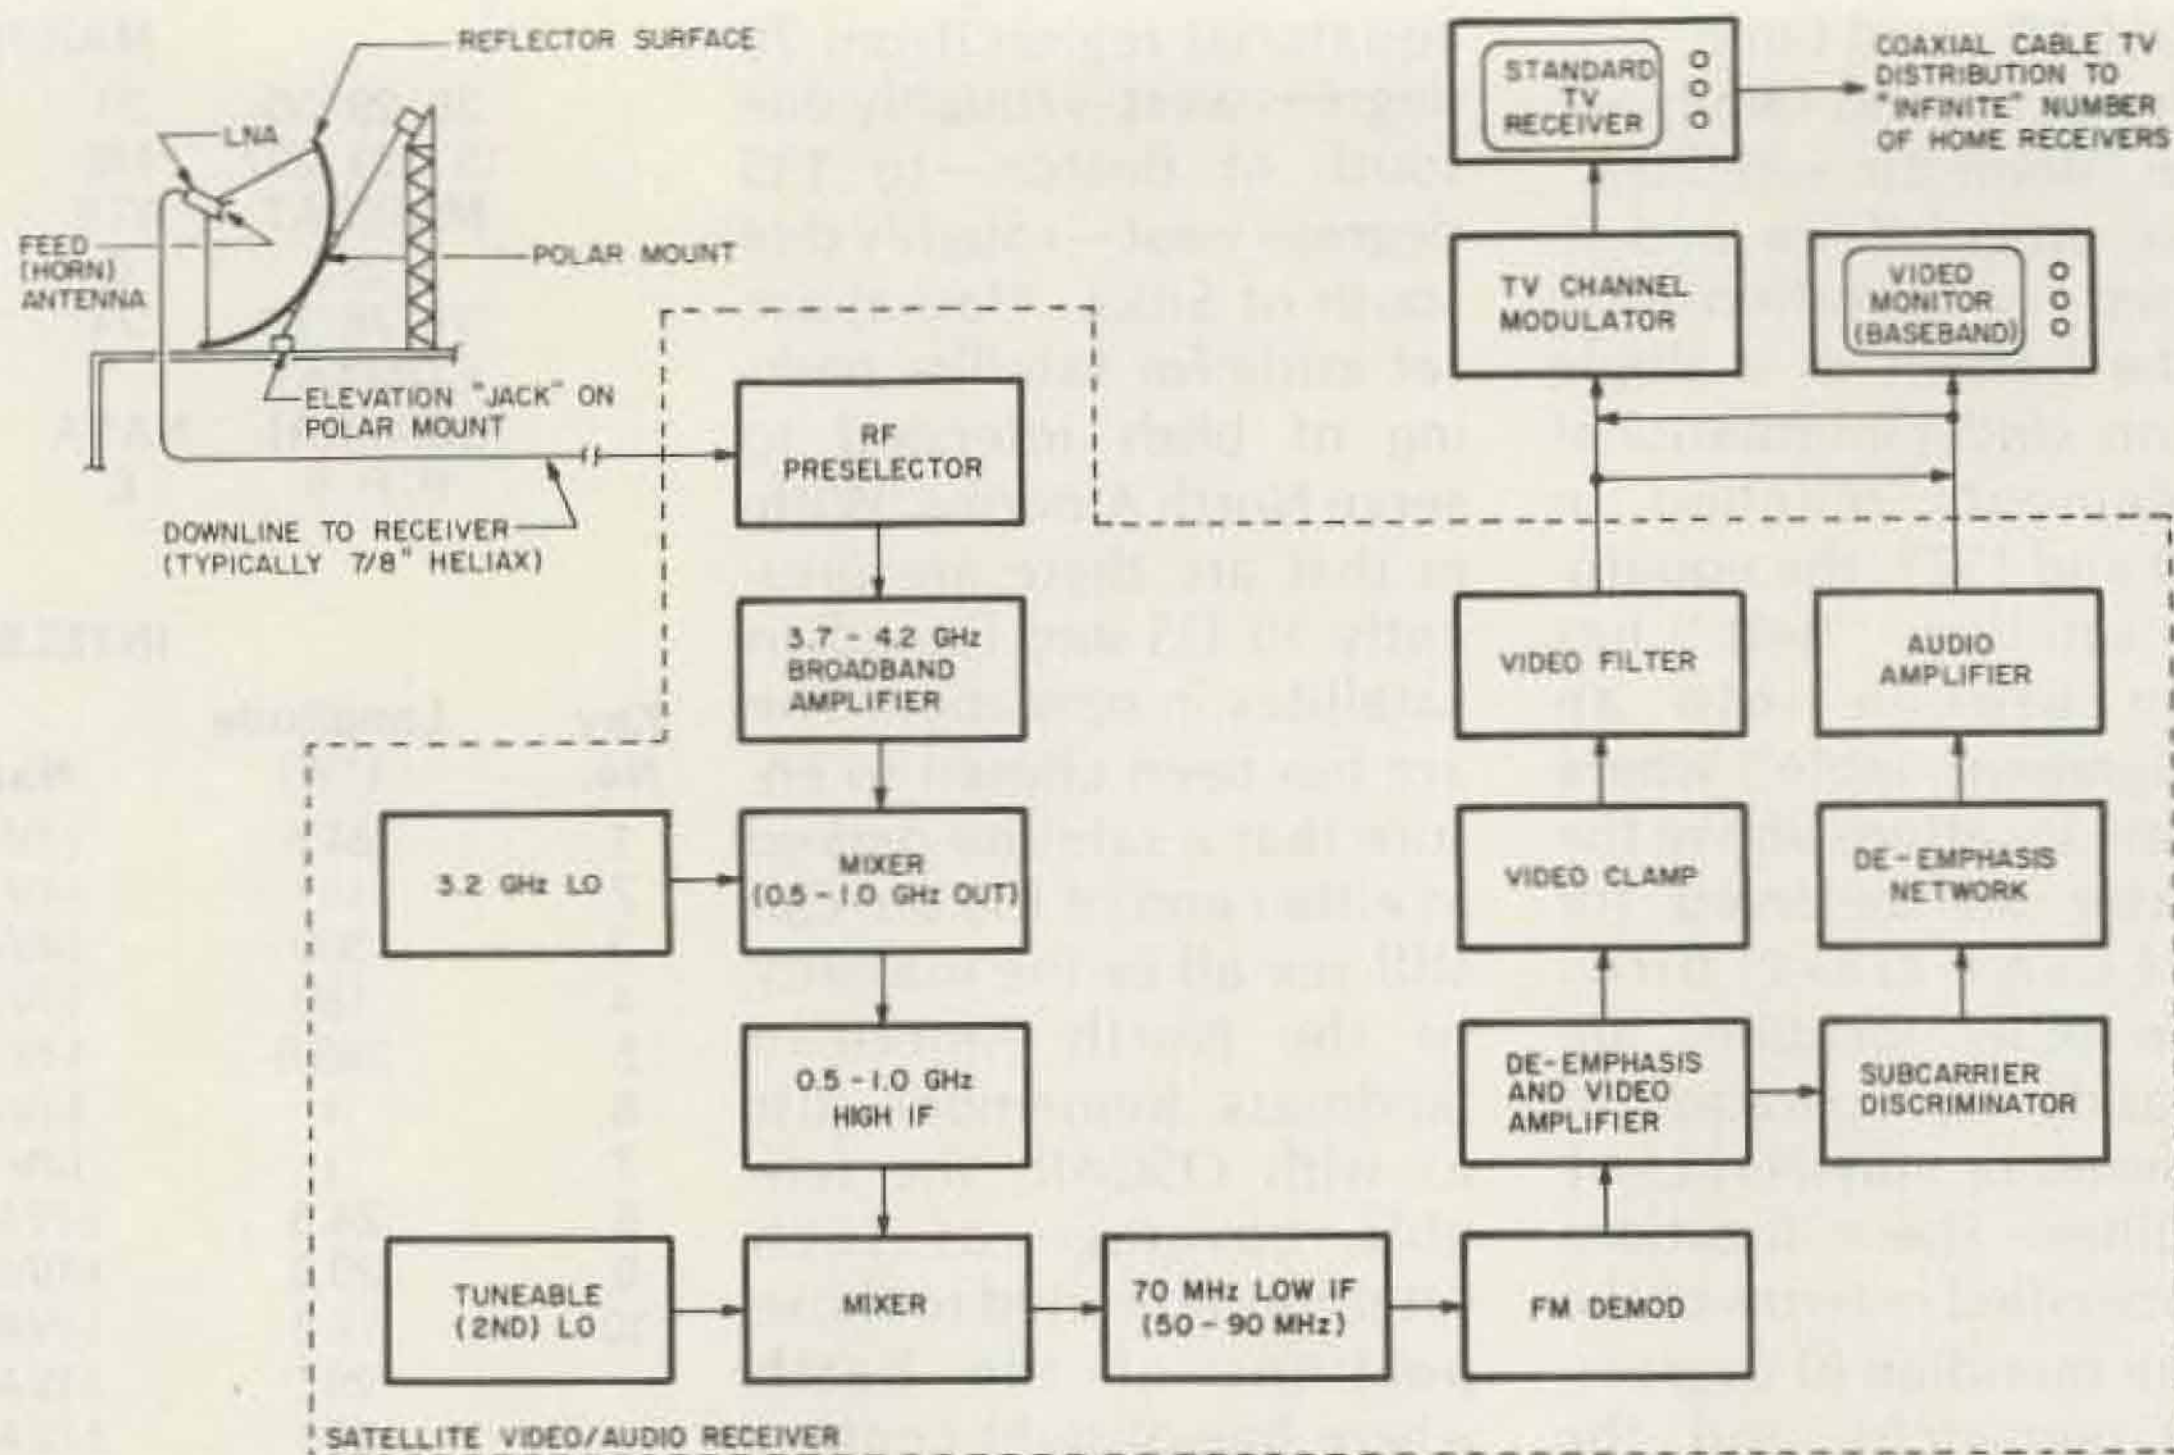 REFLECTOR SURFACE
LNA
FEED
(HORN)
ANTENNA
POLAR MOUNT
ELEVATION "JACK" ON
POLAR MOUNT
DOWNLINE TO RECEIVER
(TYPICALLY 7/8" HELIAX)
RF
PRESELECTOR
3.7 - 4.2 GHz
BROADBAND
AMPLIFIER
3.2 GHz LO
MIXER
(0.5 - 1.0 GHz OUT)
0.5 - 1.0 GHz
HIGH IF
TUNEABLE
(2ND) LO
MIXER
70 MHz LOW IF
(50 - 90 MHz)
FM DEMOD
DE-EMPHASIS
AND VIDEO
AMPLIFIER
SUBCARRIER
DISCRIMINATOR
VIDEO CLAMP
DE-EMPHASIS
NETWORK
VIDEO FILTER
AUDIO
AMPLIFIER
TV CHANNEL
MODULATOR
VIDEO
MONITOR
(BASEBAND)
STANDARD
TV
RECEIVER
COAXIAL CABLE TV
DISTRIBUTION TO
"INFINITE" NUMBER
OF HOME RECEIVERS
SATELLITE VIDEO/AUDIO RECEIVER